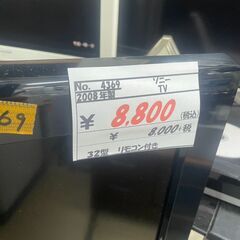 No. 4369 ソニー
2008年製 TV
¥ 8,800 (税込)
¥ 8,000+税
32型 リモコン付き
69